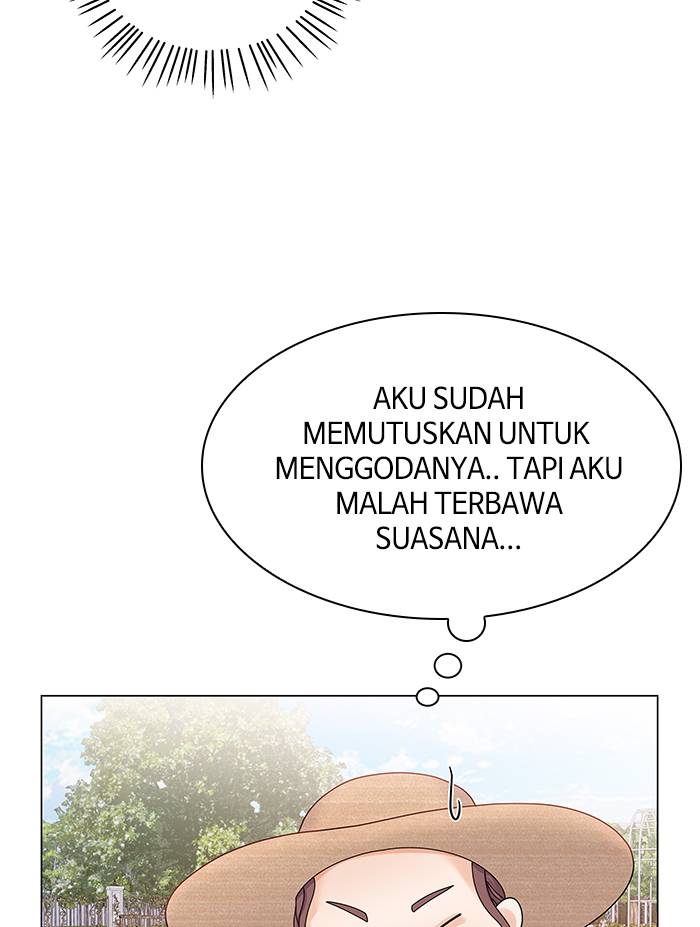 AKU SUDAH
MEMUTUSKAN UNTUK
MENGGODANYA.. TAPI AKU
MALAH TERBAWA
SUASANA...